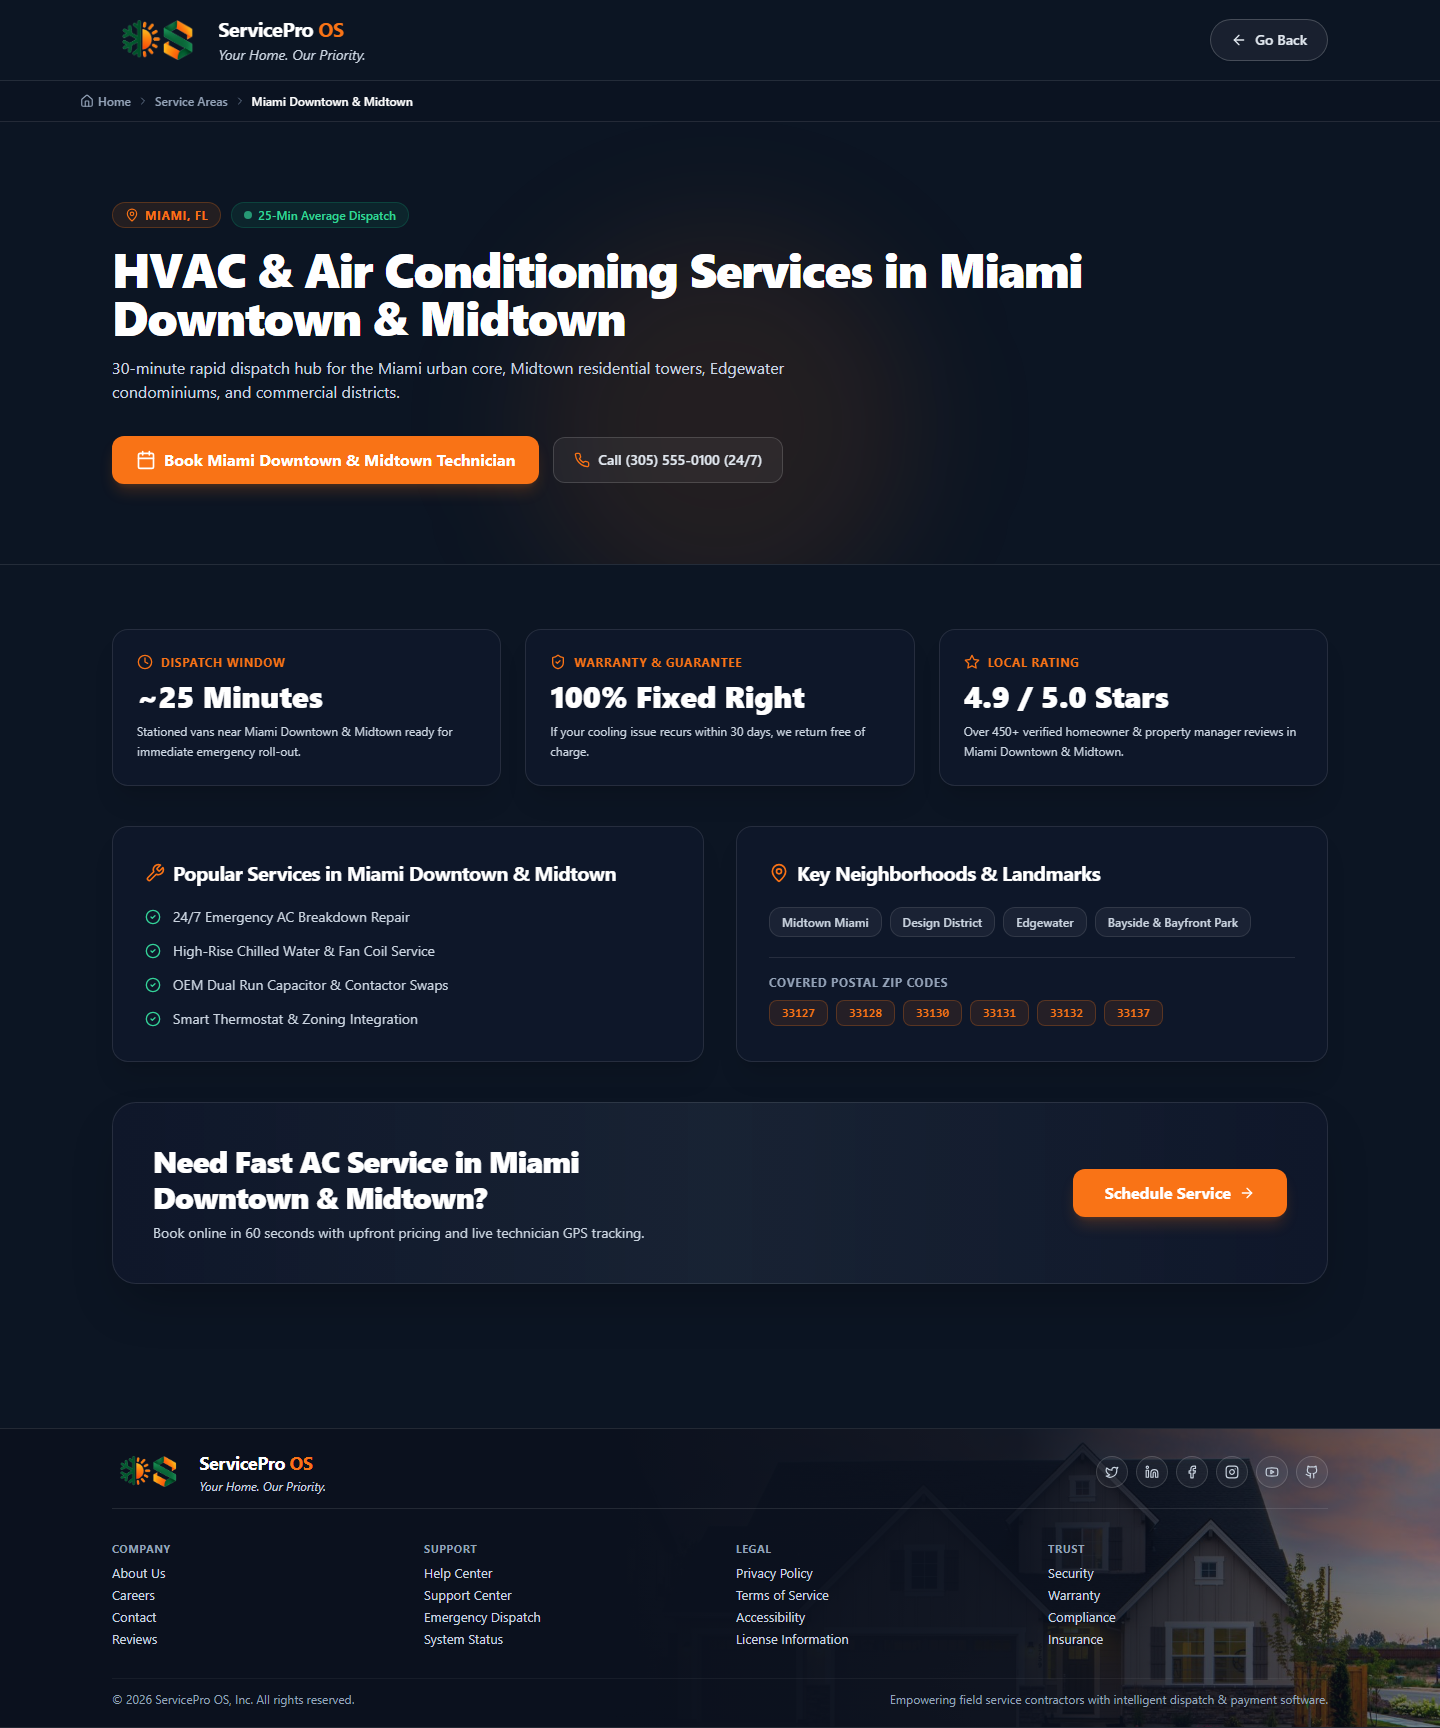 ServicePro OS
Your Home. Our Priority.
Go Back
Home > Service Areas > Miami Downtown & Midtown
MIAMI, FL
25-Min Average Dispatch
HVAC & Air Conditioning Services in Miami
Downtown & Midtown
30-minute rapid dispatch hub for the Miami urban core, Midtown residential towers, Edgewater
condominiums, and commercial districts.
Book Miami Downtown & Midtown Technician
Call (305) 555-0100 (24/7)
DISPATCH WINDOW
~25 Minutes
Stationed vans near Miami Downtown & Midtown ready for
immediate emergency roll-out.
WARRANTY & GUARANTEE
100% Fixed Right
If your cooling issue recurs within 30 days, we return free of
charge.
LOCAL RATING
4.9 / 5.0 Stars
Over 450+ verified homeowner & property manager reviews in
Miami Downtown & Midtown.
Popular Services in Miami Downtown & Midtown
24/7 Emergency AC Breakdown Repair
High-Rise Chilled Water & Fan Coil Service
OEM Dual Run Capacitor & Contactor Swaps
Smart Thermostat & Zoning Integration
Key Neighborhoods & Landmarks
Midtown Miami
Design District
Edgewater
Bayside & Bayfront Park
COVERED POSTAL ZIP CODES
33127
33128
33130
33131
33132
33137
Need Fast AC Service in Miami
Downtown & Midtown?
Book online in 60 seconds with upfront pricing and live technician GPS tracking.
Schedule Service
ServicePro OS
Your Home. Our Priority.
COMPANY
About Us
Careers
Contact
Reviews
SUPPORT
Help Center
Support Center
Emergency Dispatch
System Status
LEGAL
Privacy Policy
Terms of Service
Accessibility
License Information
TRUST
Security
Warranty
Compliance
Insurance
© 2026 ServicePro OS, Inc. All rights reserved.
Empowering field service contractors with intelligent dispatch & payment software.